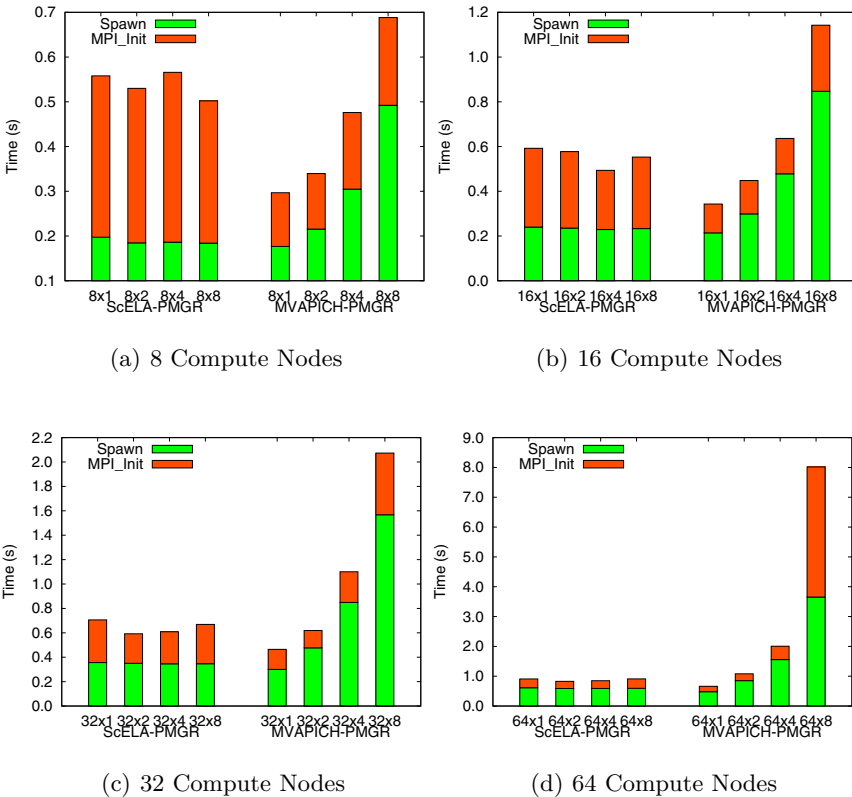 Spawn
MPI_Init
Time (s)
0.7
0.6
0.5
0.4
0.3
0.2
0.1
8x1 8x2 8x4 8x8 8x1 8x2 8x4 8x8
ScELA-PMGR MVAPICH-PMGR
(a) 8 Compute Nodes
Spawn
MPI_Init
Time (s)
1.2
1.0
0.8
0.6
0.4
0.2
0.0
16x1 16x2 16x4 16x8 16x1 16x2 16x4 16x8
ScELA-PMGR MVAPICH-PMGR
(b) 16 Compute Nodes
Spawn
MPI_Init
Time (s)
2.2
2.0
1.8
1.6
1.4
1.2
1.0
0.8
0.6
0.4
0.2
0.0
32x1 32x2 32x4 32x8 32x1 32x2 32x4 32x8
ScELA-PMGR MVAPICH-PMGR
(c) 32 Compute Nodes
Spawn
MPI_Init
Time (s)
9.0
8.0
7.0
6.0
5.0
4.0
3.0
2.0
1.0
0.0
64x1 64x2 64x4 64x8 64x1 64x2 64x4 64x8
ScELA-PMGR MVAPICH-PMGR
(d) 64 Compute Nodes